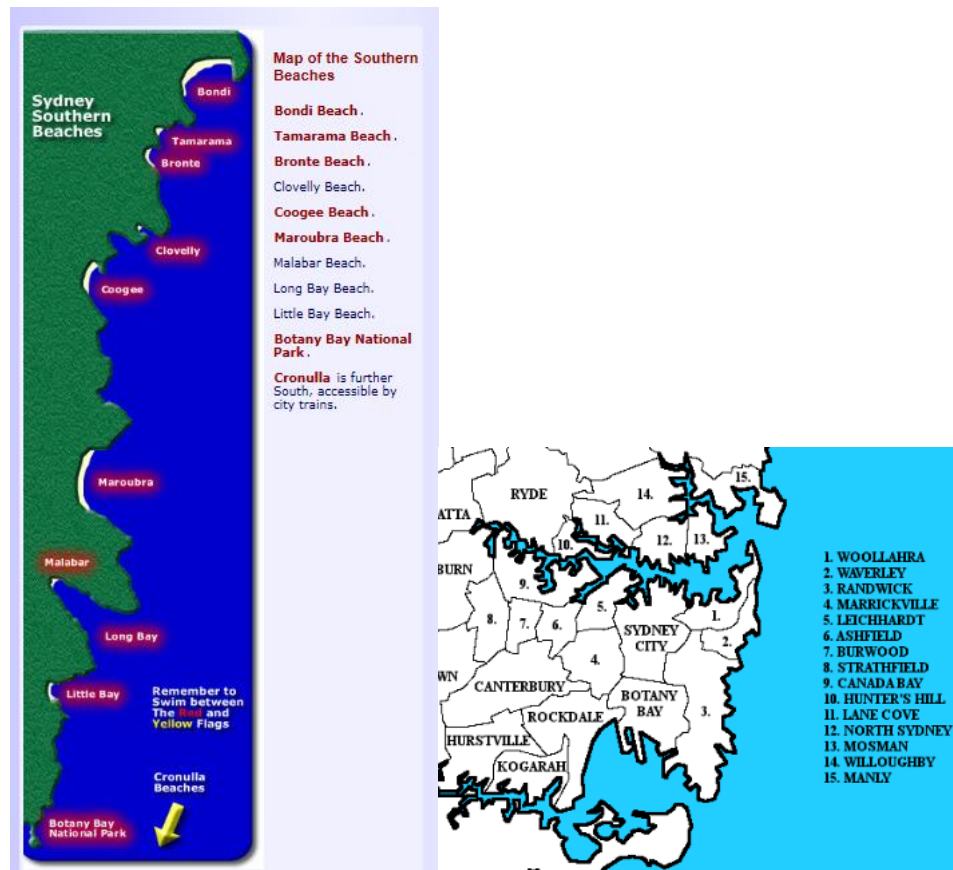 Sydney
Southern
Beaches
Bondi
Tamarama
Bronte
Clovelly
Coogee
Maroubra
Malabar
Long Bay
Little Bay
Remember to
Swim between
The Red and
Yellow Flags
Cronulla
Beaches
Botany Bay
National Park
Map of the Southern
Beaches
Bondi Beach .
Tamarama Beach .
Bronte Beach .
Clovelly Beach.
Coogee Beach .
Maroubra Beach .
Malabar Beach.
Long Bay Beach.
Little Bay Beach.
Botany Bay National
Park .
Cronulla is further
South, accessible by
city trains.
RYDE
14.
15.
ATTA
11.
10.
12.
13.
BURN
9.
8.
7.
6.
5.
SYDNEY
CITY
1.
2.
4.
WN
CANTERBURY
BOTANY
BAY
3.
ROCKDALE
HURSTVILLE
KOGARAH
1. WOOLLAHRA
2. WAVERLEY
3. RANDWICK
4. MARRICKVILLE
5. LEICHHARDT
6. ASHFIELD
7. BURWOOD
8. STRATHFIELD
9. CANADA BAY
10. HUNTER'S HILL
11. LANE COVE
12. NORTH SYDNEY
13. MOSMAN
14. WILLOUGHBY
15. MANLY